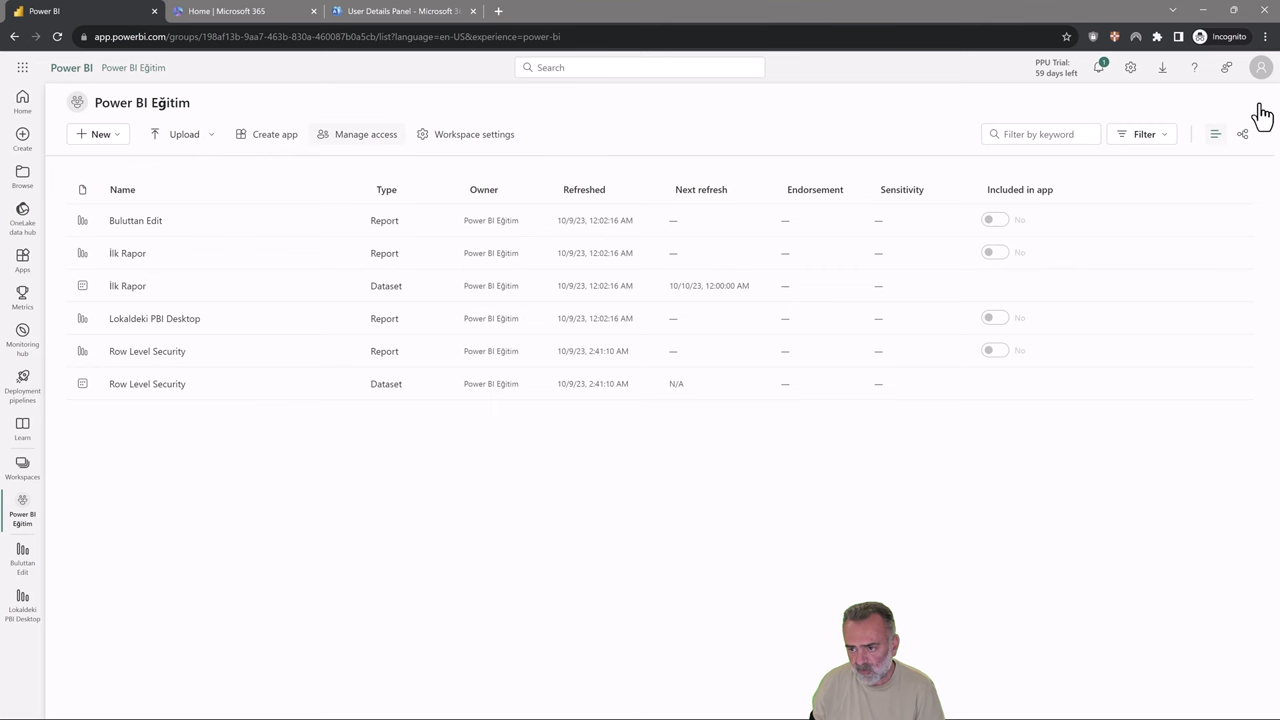 Power BI
Home | Microsoft 365
User Details Panel - Microsoft 3
app.powerbi.com/groups/198af13b-9aa7-463b-830a-460087b0a5cb/list?language=en-US&experience=power-bi
Incognito
Power BI Power BI Eğitim
Search
PPU Trial:
59 days left
1
Home
Create
Browse
OneLake
data hub
Apps
Metrics
Monitoring
hub
Deployment
pipelines
Learn
Workspaces
Power BI
Eğitim
Buluttan
Edit
Lokaldeki
PBI Desktop
Power BI Eğitim
New Upload Create app Manage access Workspace settings Filter by keyword Filter
Name Type Owner Refreshed Next refresh Endorsement Sensitivity Included in app
Buluttan Edit Report Power BI Eğitim 10/9/23, 12:02:16 AM — — — No
İlk Rapor Report Power BI Eğitim 10/9/23, 12:02:16 AM — — — No
İlk Rapor Dataset Power BI Eğitim 10/9/23, 12:02:16 AM 10/10/23, 12:00:00 AM — —
Lokaldeki PBI Desktop Report Power BI Eğitim 10/9/23, 12:02:16 AM — — — No
Row Level Security Report Power BI Eğitim 10/9/23, 2:41:10 AM — — — No
Row Level Security Dataset Power BI Eğitim 10/9/23, 2:41:10 AM N/A — —